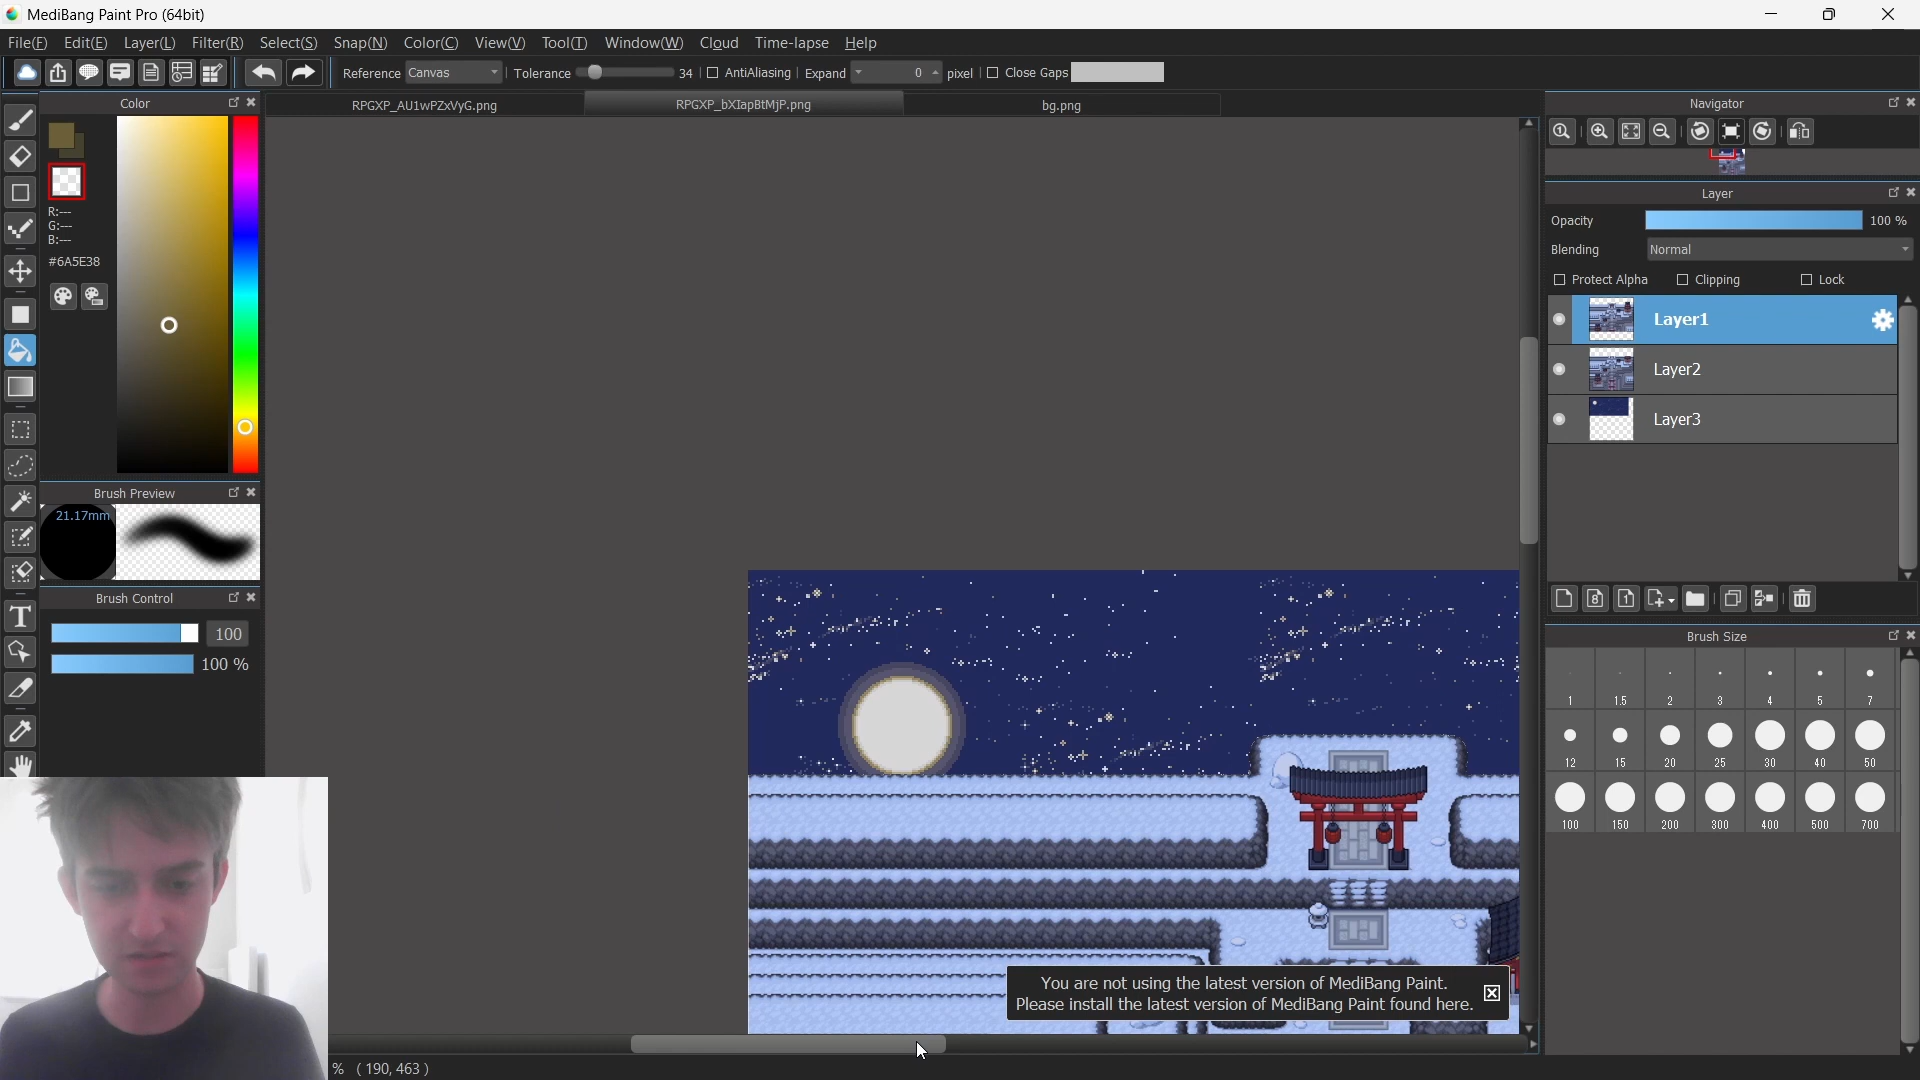 MediBang Paint Pro (64bit)
File(F) Edit(E) Layer(L) Filter(R) Select(S) Snap(N) Color(C) View(V) Tool(T) Window(W) Cloud Time-lapse Help
Reference Canvas Tolerance 34 AntiAliasing Expand 0 pixel Close Gaps
Color
RPGXP_AU1wPZxVyG.png RPGXP_bXIapBtMjP.png bg.png
Navigator
R:---
G:---
B:---
#6A5E38
Layer
Opacity 100 %
Blending Normal
Protect Alpha Clipping Lock
Layer1
Layer2
Layer3
Brush Preview
21.17mm
Brush Control
100
100 %
Brush Size
1 1.5 2 3 4 5 7
12 15 20 25 30 40 50
100 150 200 300 400 500 700
You are not using the latest version of MediBang Paint.
Please install the latest version of MediBang Paint found here.
% ( 190, 463 )